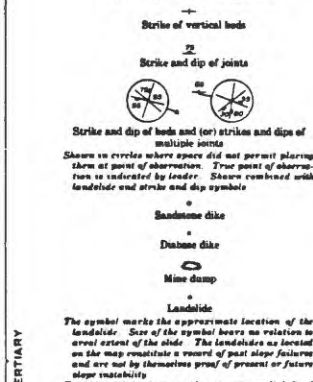 Strike of vertical beds
75
Strike and dip of joints
Strike and dip of beds and (or) strikes and dips of
multiple joints
Shown in circles where space did not permit placing
them at point of observation. True point of observa-
tion is indicated by leader. Shown combined with
landslide and strike and dip symbols
Sandstone dike
Diabase dike
Mine dump
Landslide
The symbol marks the approximate location of the
landslide. Size of the symbol bears no relation to
areal extent of the slide. The landslides as located
on the map constitute a record of past slope failures
and are not by themselves proof of present or future
slope instability
ERTIARY